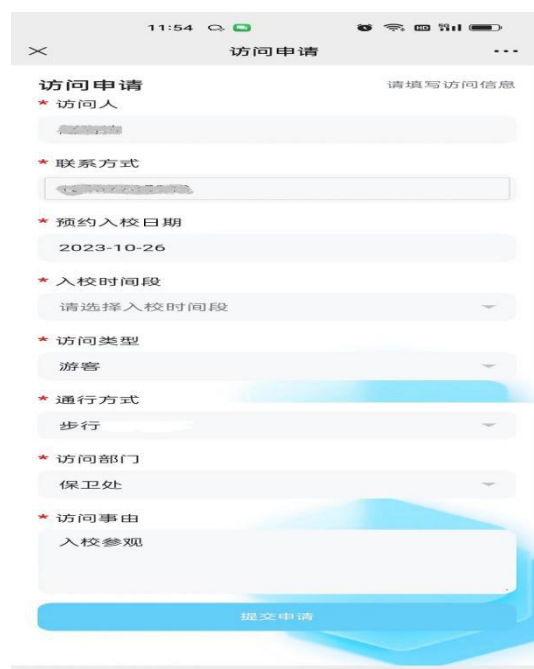 11:54
访问申请
访问申请 请填写访问信息
* 访问人
* 联系方式
* 预约入校日期
2023-10-26
* 入校时间段
请选择入校时间段
* 访问类型
游客
* 通行方式
步行
* 访问部门
保卫处
* 访问事由
入校参观
提交申请